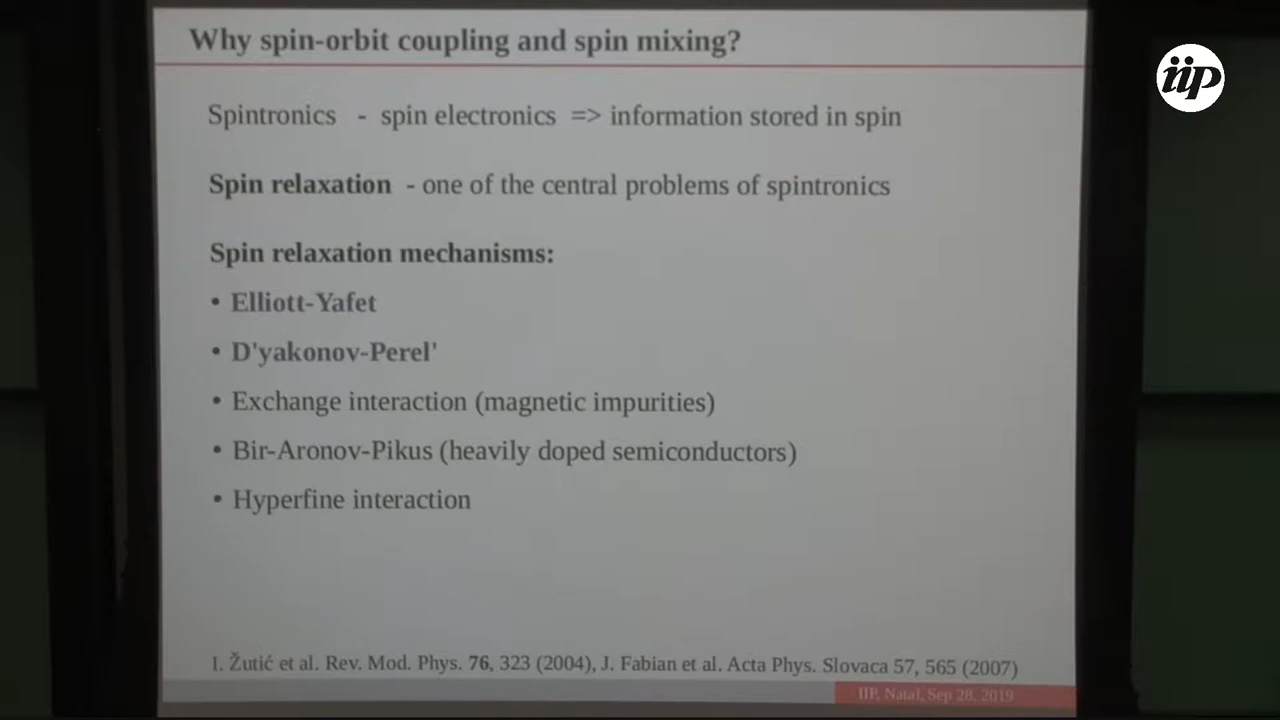 Why spin-orbit coupling and spin mixing?
iip
Spintronics - spin electronics => information stored in spin
Spin relaxation - one of the central problems of spintronics
Spin relaxation mechanisms:
• Elliott-Yafet
• D'yakonov-Perel'
• Exchange interaction (magnetic impurities)
• Bir-Aronov-Pikus (heavily doped semiconductors)
• Hyperfine interaction
I. Žutić et al. Rev. Mod. Phys. 76, 323 (2004), J. Fabian et al. Acta Phys. Slovaca 57, 565 (2007)
IIP, Natal, Sep 28, 2019